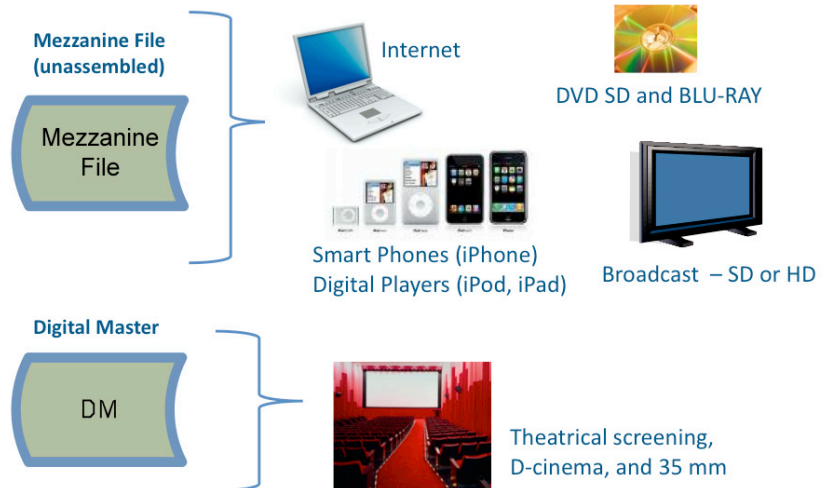 Mezzanine File
(unassembled)
Mezzanine
File
Internet
DVD SD and BLU-RAY
Smart Phones (iPhone)
Digital Players (iPod, iPad)
Broadcast – SD or HD
Digital Master
DM
Theatrical screening,
D-cinema, and 35 mm